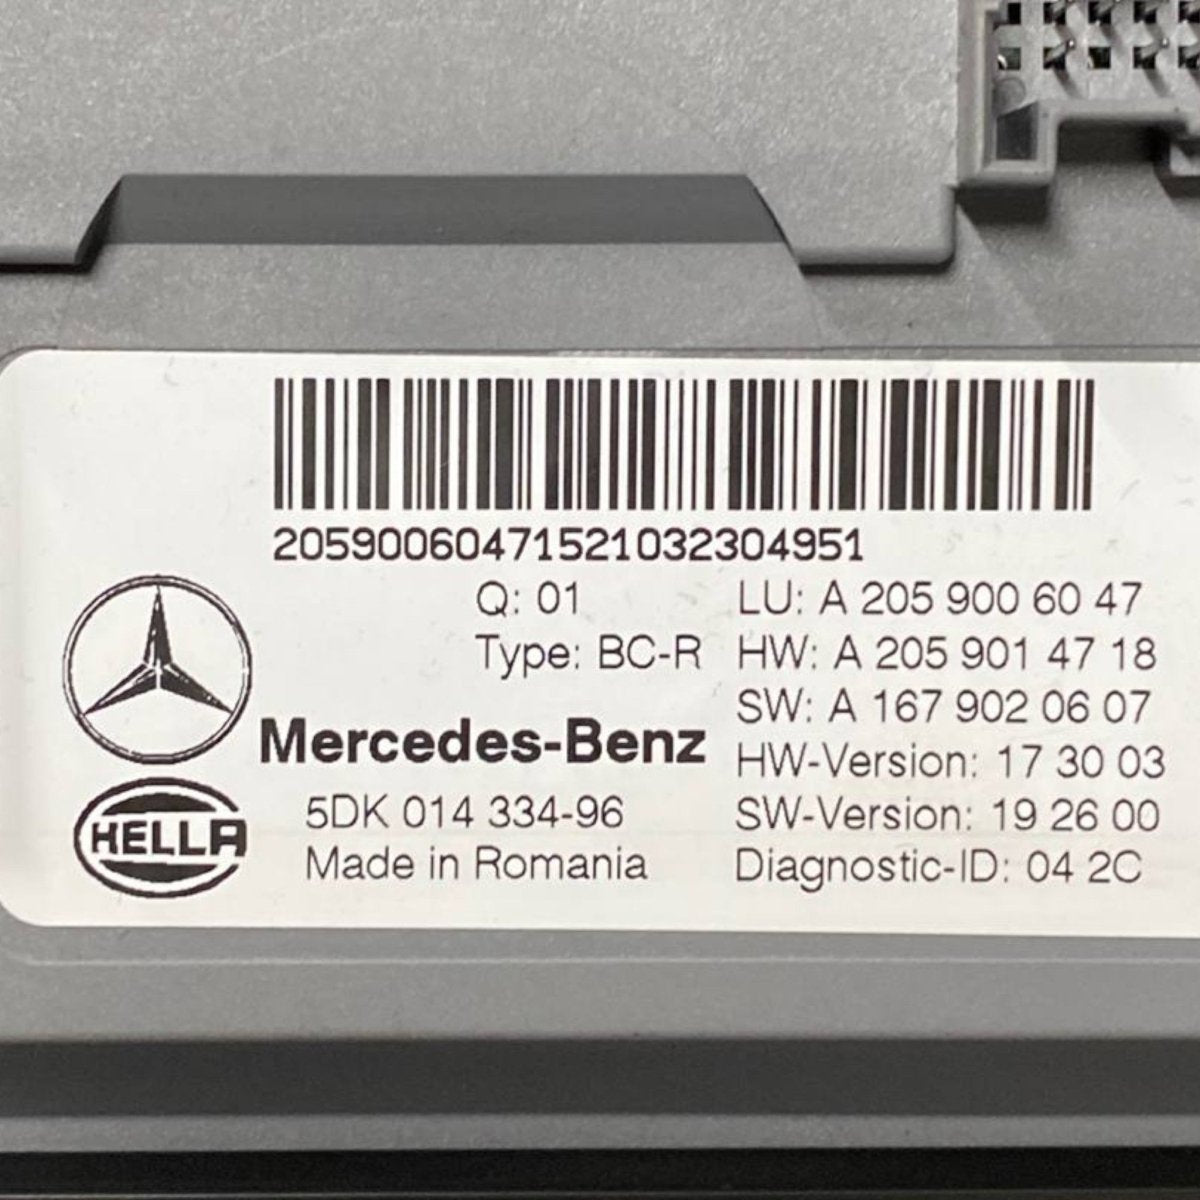 20590060471521032304951
Q: 01
Type: BC-R
LU: A 205 900 60 47
HW: A 205 901 47 18
SW: A 167 902 06 07
HW-Version: 17 30 03
SW-Version: 19 26 00
Diagnostic-ID: 04 2C
Mercedes-Benz
5DK 014 334-96
Made in Romania
HELLA